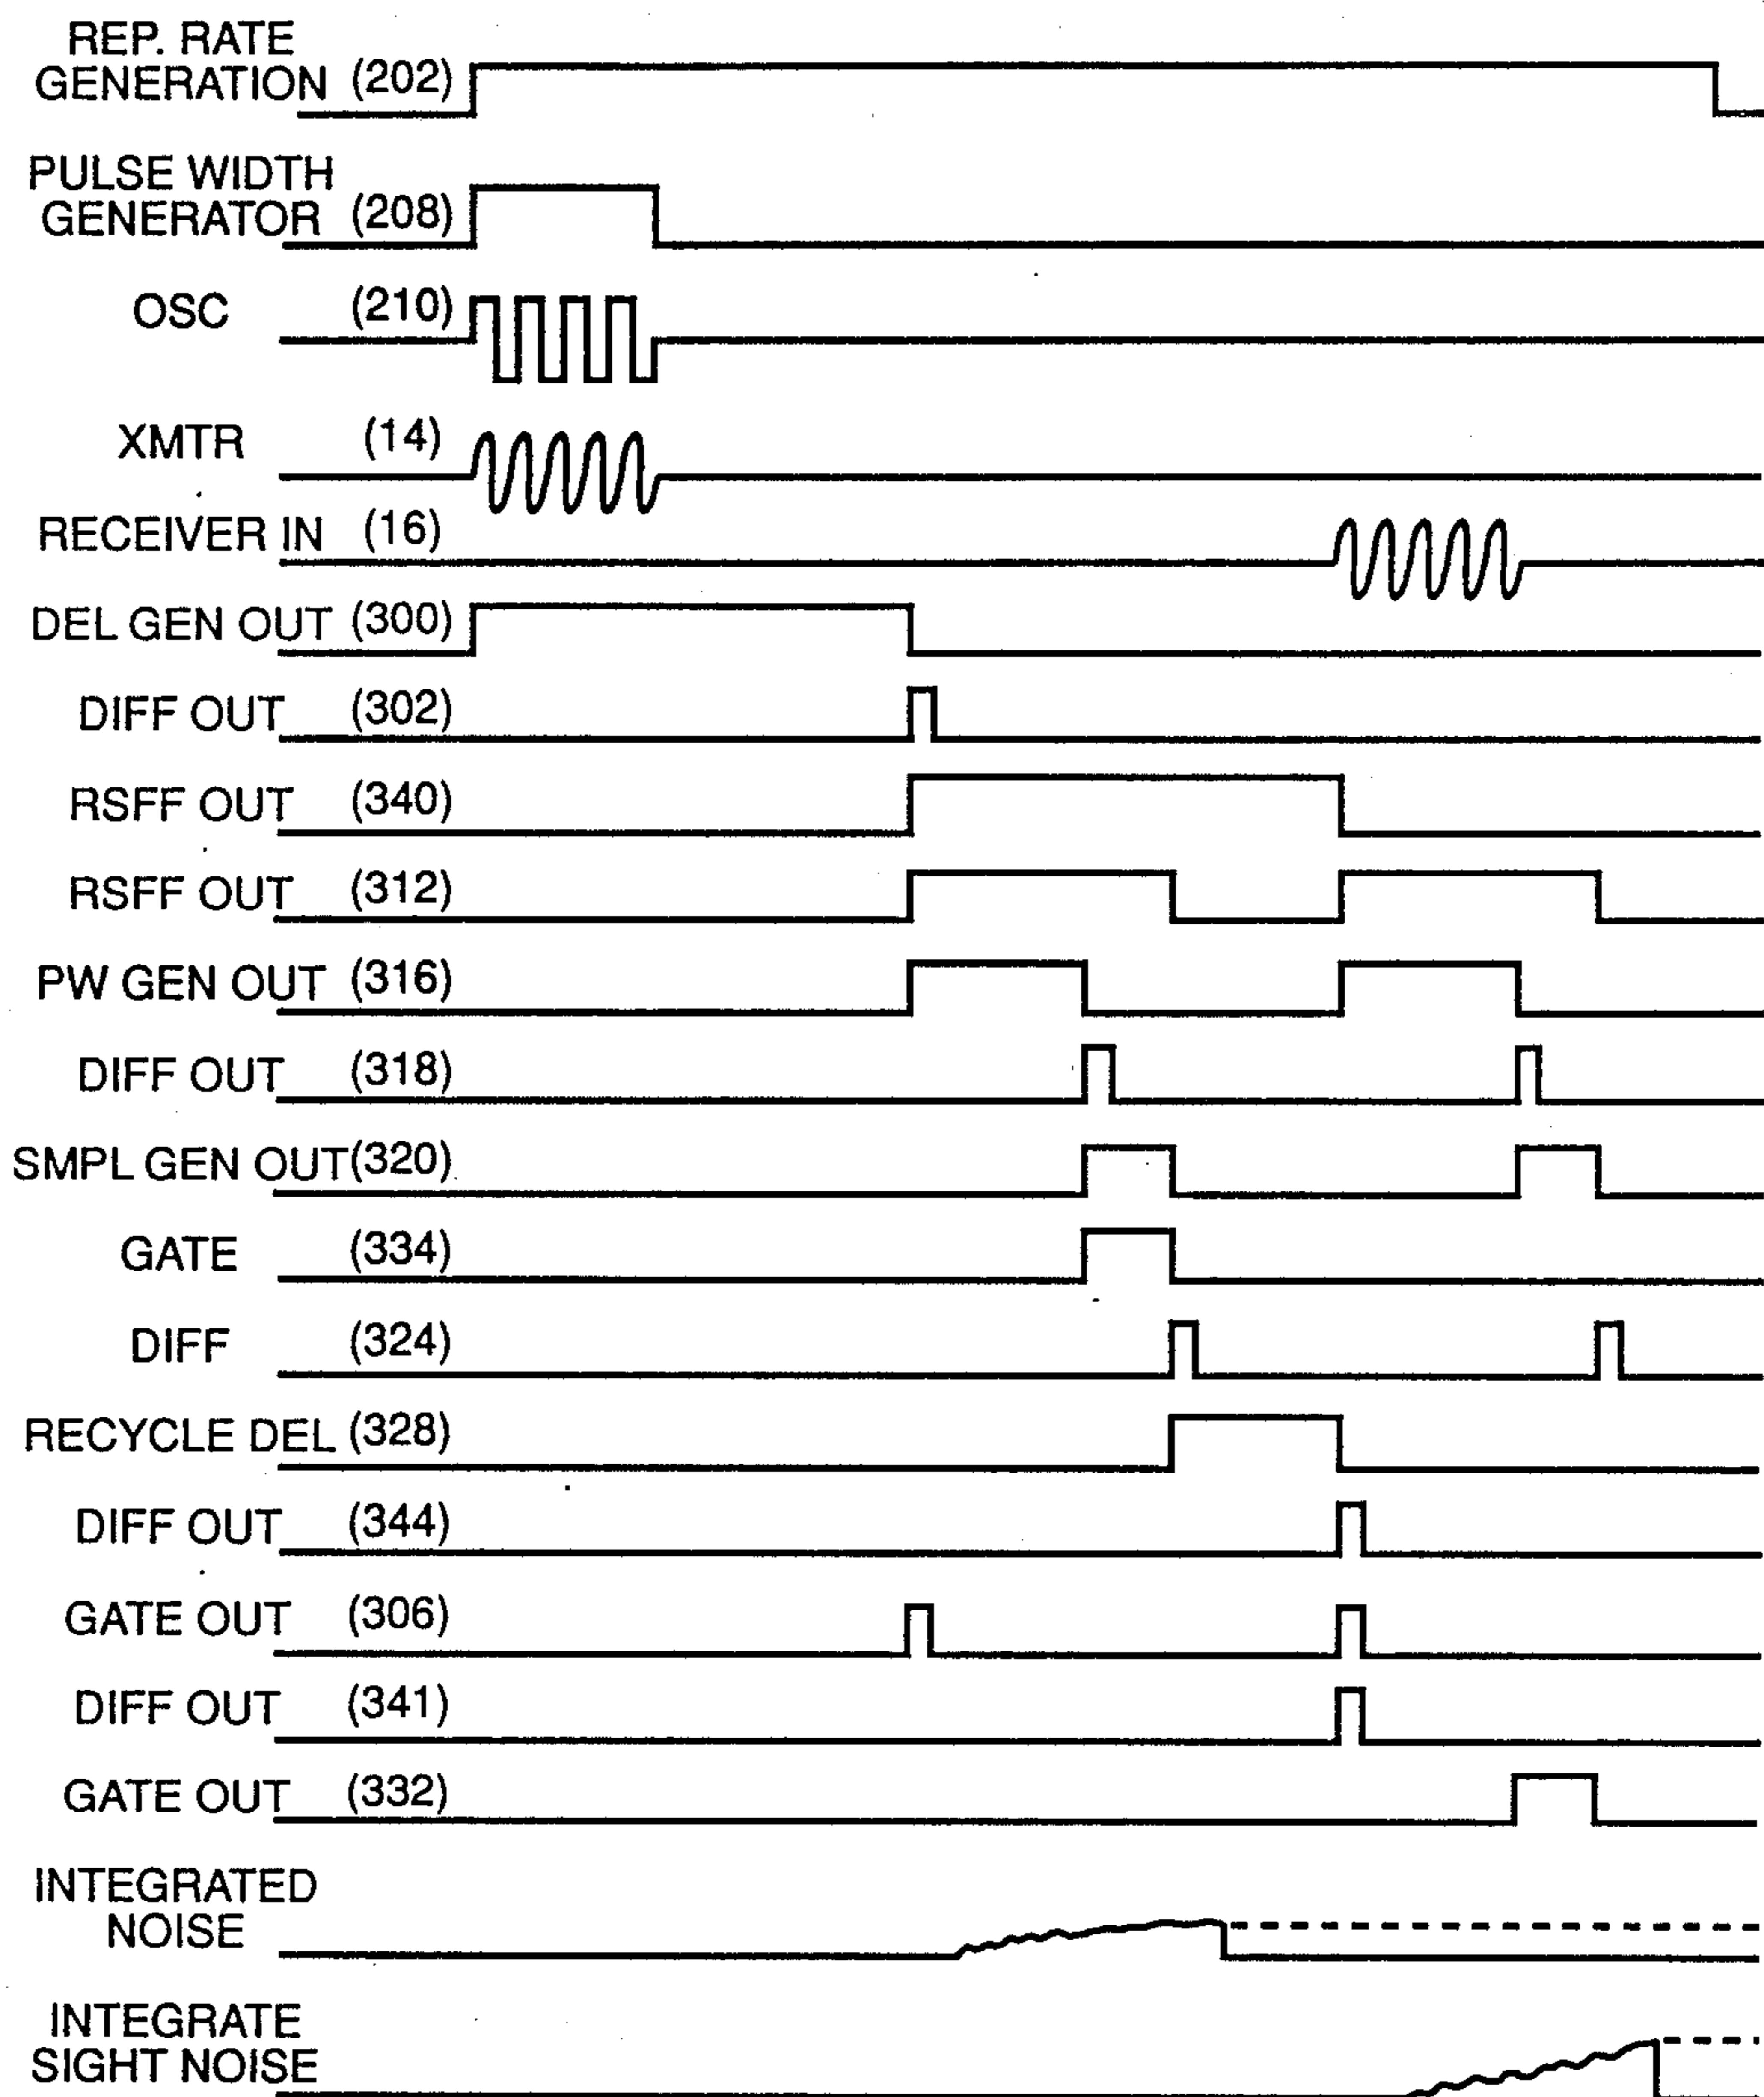 REP. RATE
GENERATION (202)
PULSE WIDTH
GENERATOR (208)
OSC (210)
XMTR (14)
RECEIVER IN (16)
DEL GEN OUT (300)
DIFF OUT (302)
RSFF OUT (340)
RSFF OUT (312)
PW GEN OUT (316)
DIFF OUT (318)
SMPL GEN OUT(320)
GATE (334)
DIFF (324)
RECYCLE DEL (328)
DIFF OUT (344)
GATE OUT (306)
DIFF OUT (341)
GATE OUT (332)
INTEGRATED
NOISE
INTEGRATE
SIGHT NOISE